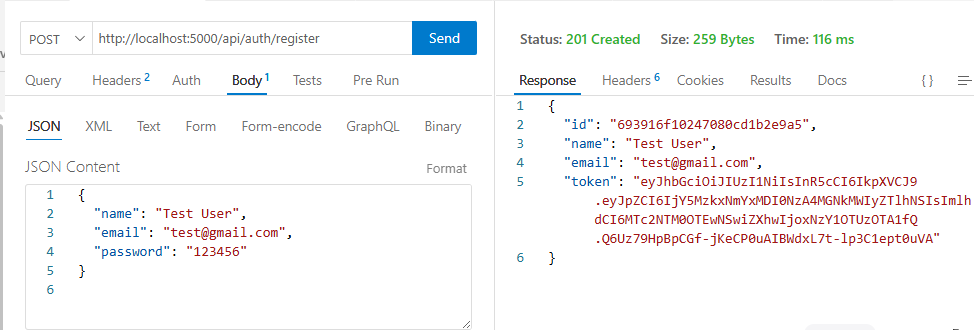 POST http://localhost:5000/api/auth/register Send
Query Headers 2 Auth Body 1 Tests Pre Run
JSON XML Text Form Form-encode GraphQL Binary
JSON Content Format
1 {
2 "name": "Test User",
3 "email": "test@gmail.com",
4 "password": "123456"
5 }
6
Status: 201 Created Size: 259 Bytes Time: 116 ms
Response Headers 6 Cookies Results Docs { }
1 {
2 "id": "693916f10247080cd1b2e9a5",
3 "name": "Test User",
4 "email": "test@gmail.com",
5 "token": "eyJhbGciOiJIUzI1NiIsInR5cCI6IkpXVCJ9
.eyJpZCI6IjY5MzkxNmYxMDI0NzA4MGNkMWIyZTlhNSIsImlh
dCI6MTc2NTM0OTEwNSwiZXhwIjoxNzY1OTUzOTA1fQ
.Q6Uz79HpBpCGf-jKeCP0uAIBWdxL7t-lp3C1ept0uVA"
6 }